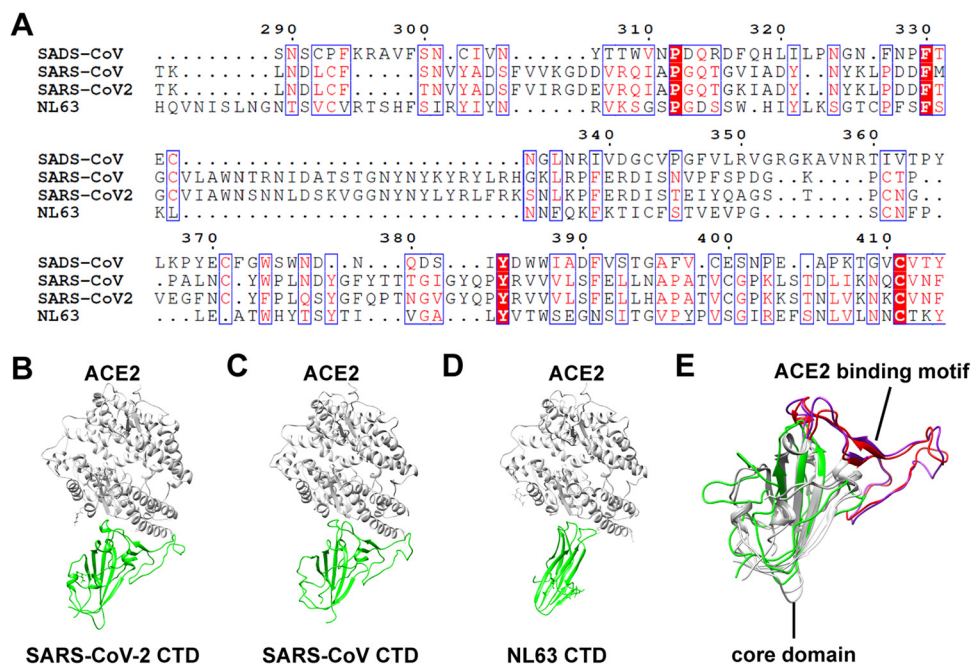 A
290 300 310 320 330
SADS-CoV ......SNSCPFKRAVFSN.CIVN......YTTWVNPDQRDFQHLILPNGN.FNPFT
SARS-CoV TK......LNDLCF.....SNVYADSFVVKGDDVRQIAPGQTGVIADY..NYKLPDDFM
SARS-CoV2 TK......LNDLCF.....TNVYADSFVIRGDEVRQIAPGQTGKIADY..NYKLPDDFT
NL63 HQVNISLNGNTSVCVRTSHFSIRYIYN......RVKSGSPGDSSW.HIYLKSGTCPFSFS
340 350 360
SADS-CoV EC...............................NGLNRIVDGCVPGFVLRVGRGKAVNRTIVTPY
SARS-CoV GCVLAWNTRNIDATSTGNYNYKYRYLRHGKLRPFERDISNVPFSPDG..K....PCTP..
SARS-CoV2 GCVIAWNSNNLDSKVGGNYNYLYRLFRKSNLKPFERDISTEIYQAGS..T....PCNG..
NL63 KL...............................NNFQKFKTICFSTVEVPG......SCNFP.
370 380 390 400 410
SADS-CoV LKPYECFGWSWND..N...QDS...IYDWWIADFVSTGAFV.CESNPE..APKTGVCVTY
SARS-CoV .PALNC.YWPLNDYGFYTTTGIGYQPYRVVVLSFELLNAPATVCGPKLSTDLIKNQCVNF
SARS-CoV2 VEGFNC.YFPLQSYGFQPTNGVGYQPYRVVVLSFELLHAPATVCGPKKSTNLVKNKCVNF
NL63 ...LEA.TWHYTSYTI...VGA...LYVTWSEGNSITGVPYPVSGIREFSNLVLNNCTKY
B C D E
ACE2 ACE2 ACE2 ACE2 binding motif
SARS-CoV-2 CTD SARS-CoV CTD NL63 CTD core domain